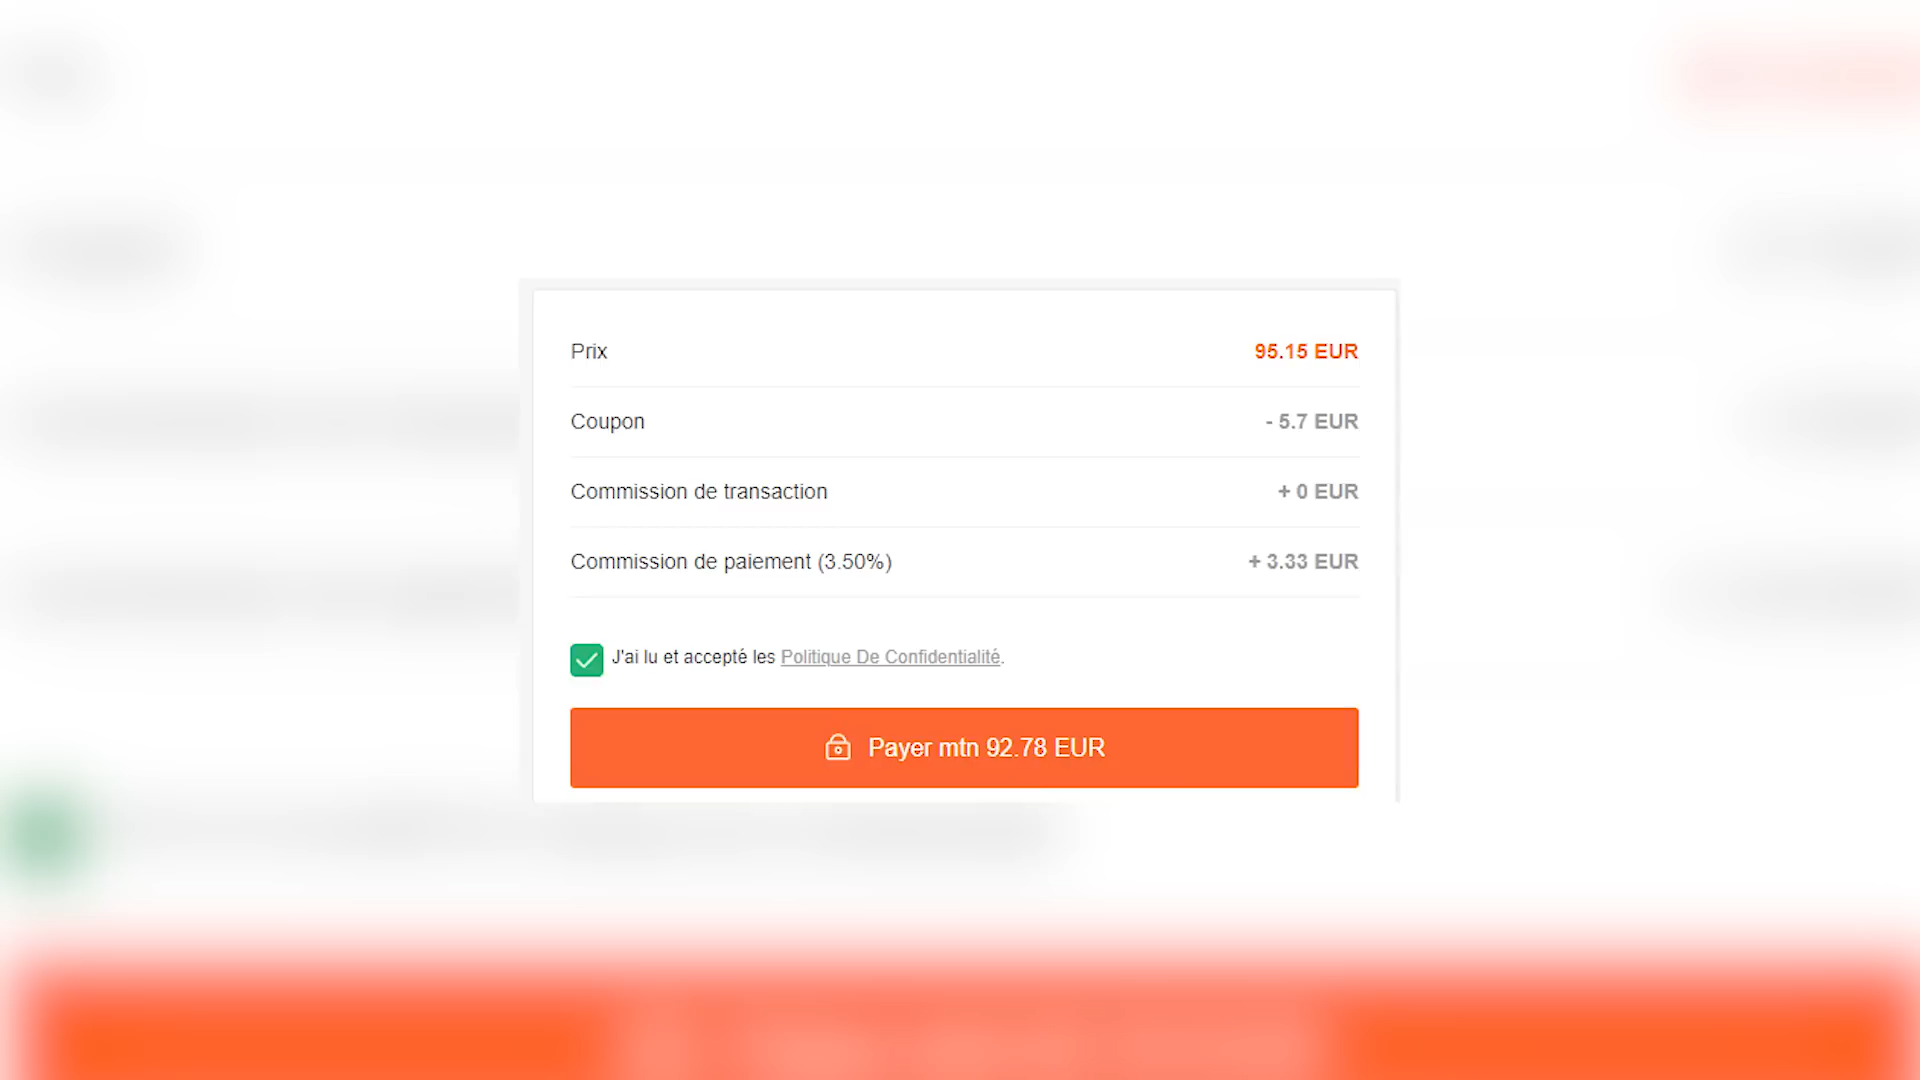 Prix 95.15 EUR
Coupon - 5.7 EUR
Commission de transaction + 0 EUR
Commission de paiement (3.50%) + 3.33 EUR
J'ai lu et accepté les Politique De Confidentialité.
Payer mtn 92.78 EUR